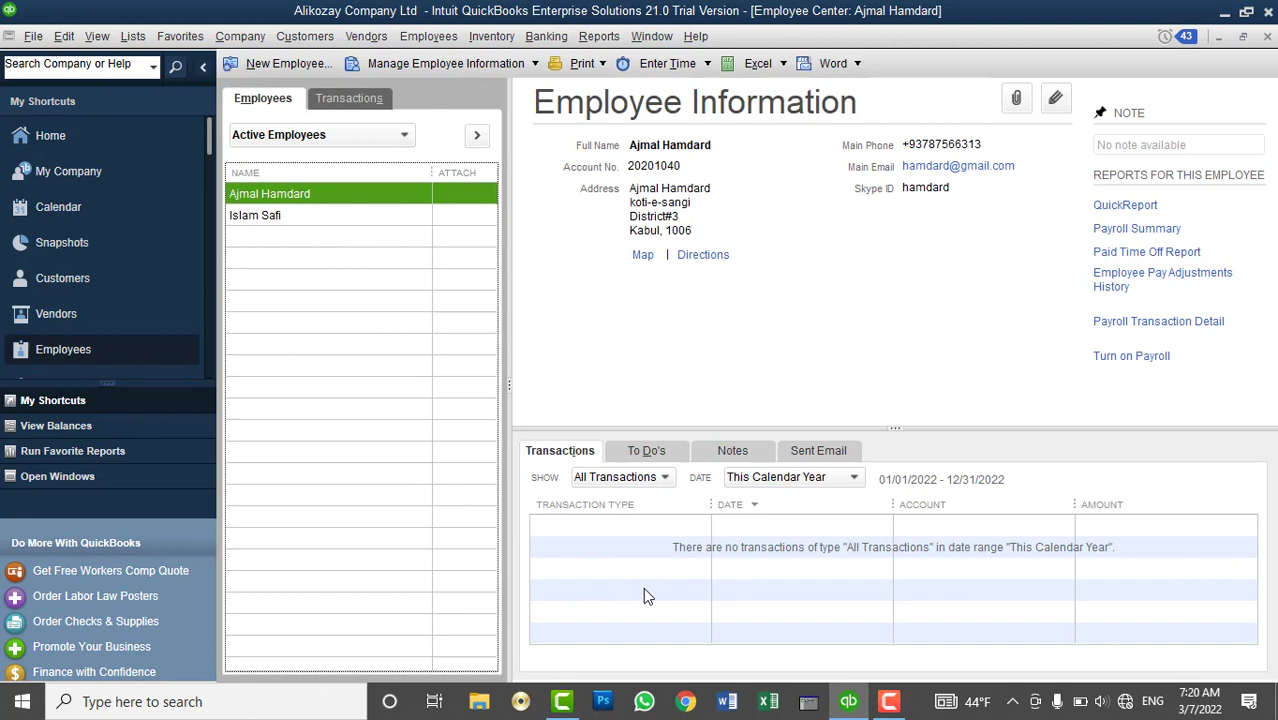 Alikozay Company Ltd - Intuit QuickBooks Enterprise Solutions 21.0 Trial Version - [Employee Center: Ajmal Hamdard]
File Edit View Lists Favorites Company Customers Vendors Employees Inventory Banking Reports Window Help 43
Search Company or Help
New Employee... Manage Employee Information Print Enter Time Excel Word
My Shortcuts
Home
My Company
Calendar
Snapshots
Customers
Vendors
Employees
My Shortcuts
View Balances
Run Favorite Reports
Open Windows
Do More With QuickBooks
Get Free Workers Comp Quote
Order Labor Law Posters
Order Checks & Supplies
Promote Your Business
Finance with Confidence
Employees Transactions
Active Employees
NAME ATTACH
Ajmal Hamdard
Islam Safi
Employee Information
Full Name Ajmal Hamdard
Account No. 20201040
Address Ajmal Hamdard
koti-e-sangi
District#3
Kabul, 1006
Map | Directions
Main Phone +93787566313
Main Email hamdard@gmail.com
Skype ID hamdard
NOTE
No note available
REPORTS FOR THIS EMPLOYEE
QuickReport
Payroll Summary
Paid Time Off Report
Employee Pay Adjustments
History
Payroll Transaction Detail
Turn on Payroll
Transactions To Do's Notes Sent Email
SHOW All Transactions DATE This Calendar Year 01/01/2022 - 12/31/2022
TRANSACTION TYPE DATE ACCOUNT AMOUNT
There are no transactions of type "All Transactions" in date range "This Calendar Year".
Type here to search
44°F ENG 7:20 AM
3/7/2022